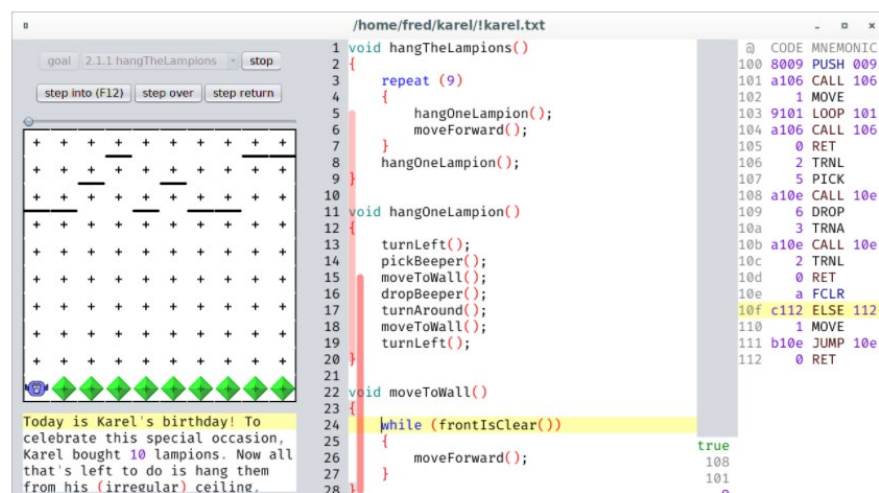 /home/fred/karel/!karel.txt
goal 2.1.1 hangTheLampions stop
step into (F12) step over step return
Today is Karel's birthday! To
celebrate this special occasion,
Karel bought 10 lampions. Now all
that's left to do is hang them
from his (irregular) ceiling.
1 void hangTheLampions()
2 {
3 repeat (9)
4 {
5 hangOneLampion();
6 moveForward();
7 }
8 hangOneLampion();
9 }
10
11 void hangOneLampion()
12 {
13 turnLeft();
14 pickBeeper();
15 moveToWall();
16 dropBeeper();
17 turnAround();
18 moveToWall();
19 turnLeft();
20 }
21
22 void moveToWall()
23 {
24 while (frontIsClear())
25 {
26 moveForward();
27 }
28 }
true
108
101
@ CODE MNEMONIC
100 8009 PUSH 009
101 a106 CALL 106
102 1 MOVE
103 9101 LOOP 101
104 a106 CALL 106
105 0 RET
106 2 TRNL
107 5 PICK
108 a10e CALL 10e
109 6 DROP
10a 3 TRNA
10b a10e CALL 10e
10c 2 TRNL
10d 0 RET
10e a FCLR
10f c112 ELSE 112
110 1 MOVE
111 b10e JUMP 10e
112 0 RET